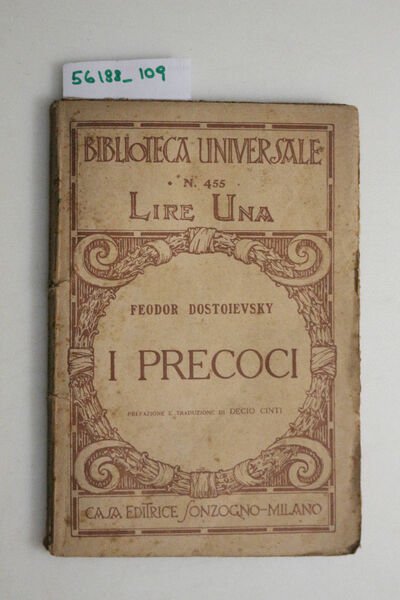 56188_109
BIBLIOTECA UNIVERSALE
• N. 455 •
LIRE UNA
FEODOR DOSTOIEVSKY
I PRECOCI
PREFAZIONE E TRADUZIONE DI DECIO CINTI
CASA EDITRICE SONZOGNO-MILANO